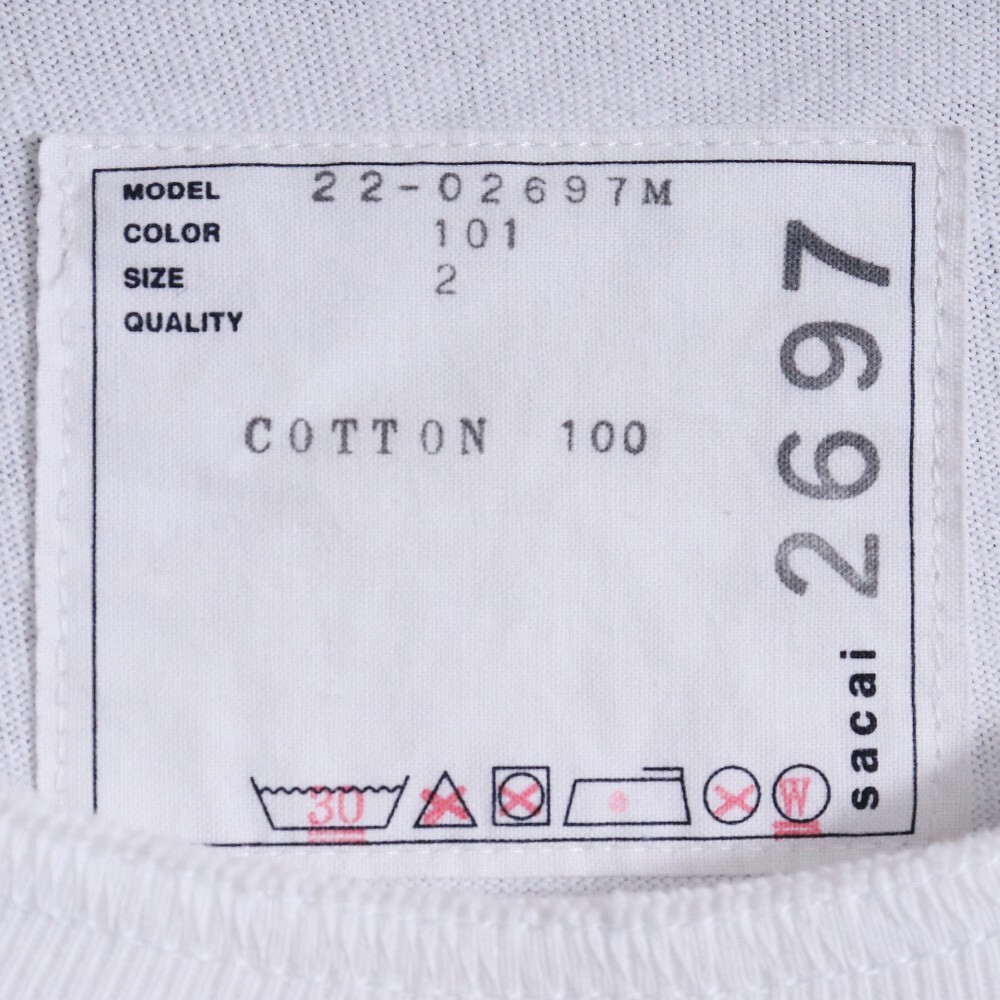 MODEL 22-02697M
COLOR 101
SIZE 2
QUALITY
COTTON 100
2697
sacai
30
W